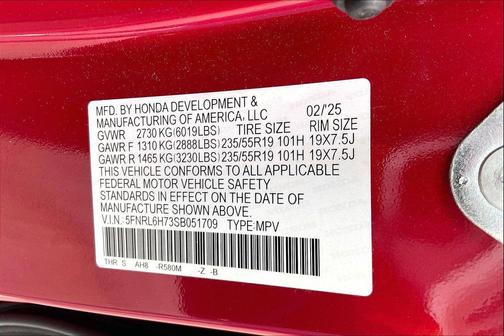 MFD. BY HONDA DEVELOPMENT &
MANUFACTURING OF AMERICA, LLC 02/'25
GVWR 2730 KG (6019LBS) TIRE SIZE RIM SIZE
GAWR F 1310 KG (2888LBS) 235/55R19 101H 19X7.5J
GAWR R 1465 KG (3230LBS) 235/55R19 101H 19X7.5J
THIS VEHICLE CONFORMS TO ALL APPLICABLE
FEDERAL MOTOR VEHICLE SAFETY
STANDARDS IN EFFECT ON THE DATE OF
MANUFACTURE SHOWN ABOVE.
V.I.N.: 5FNRL6H73SB051709 TYPE: MPV
THR S AH8 -R580M -Z -B